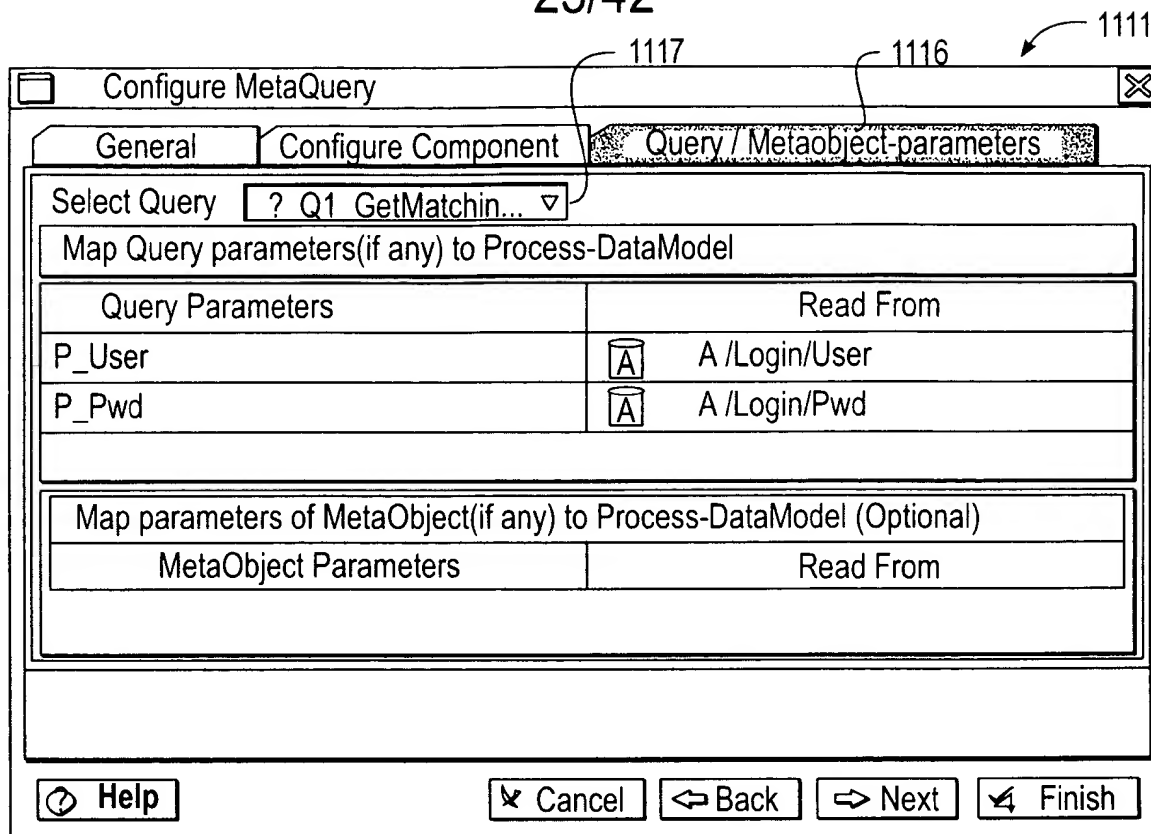 25/42
1111
1117
1116
Configure MetaQuery
General
Configure Component
Query / Metaobject-parameters
Select Query
? Q1 GetMatchin...
Map Query parameters(if any) to Process-DataModel
Query Parameters
Read From
P_User
A A /Login/User
P_Pwd
A A /Login/Pwd
Map parameters of MetaObject(if any) to Process-DataModel (Optional)
MetaObject Parameters
Read From
? Help
Cancel
Back
Next
Finish